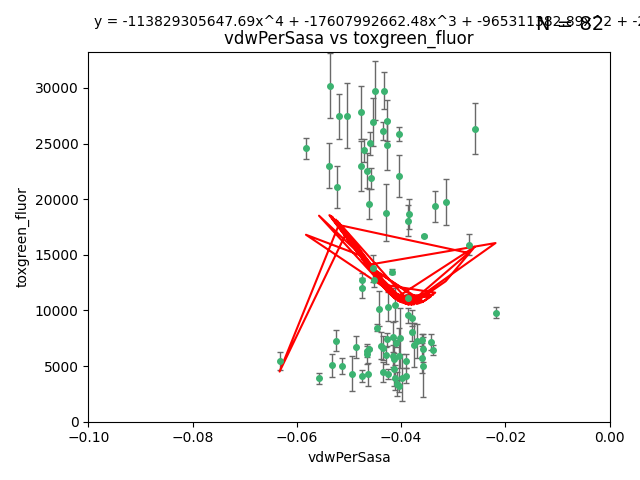 y = -113829305647.69x^4 + -17607992662.48x^3 + + -2
N = 82
vdwPerSasa vs toxgreen_fluor
30000
25000
20000
15000
10000
5000
0
toxgreen_fluor
−0.10 −0.08 −0.06 −0.04 −0.02 0.00
vdwPerSasa